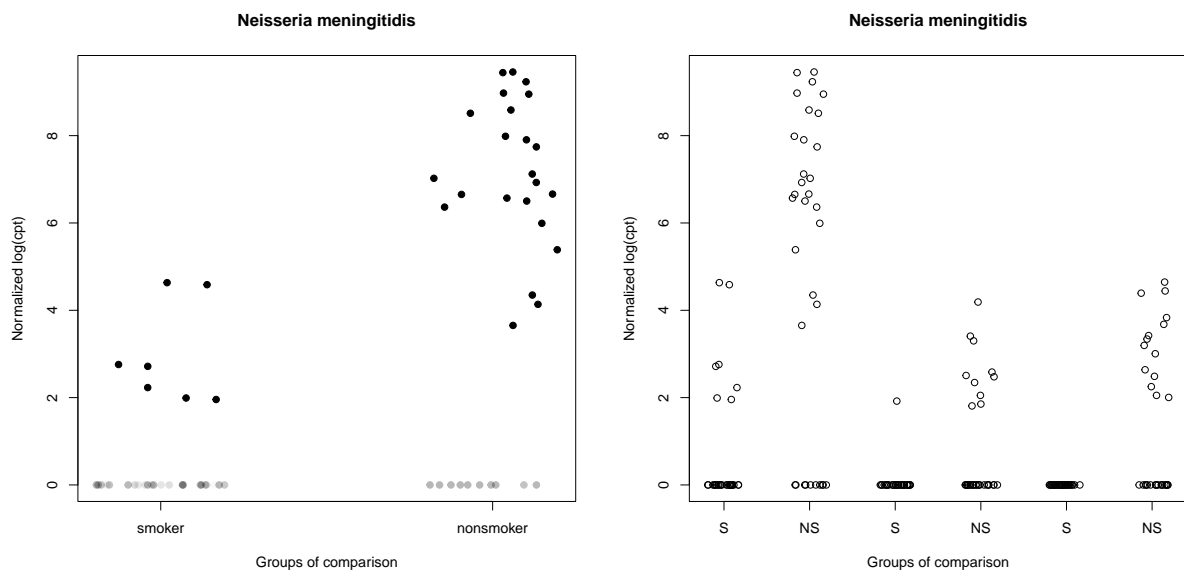 Neisseria meningitidis
Normalized log(cpt)
8
6
4
2
0
smoker nonsmoker
Groups of comparison
Neisseria meningitidis
Normalized log(cpt)
8
6
4
2
0
S NS S NS S NS
Groups of comparison